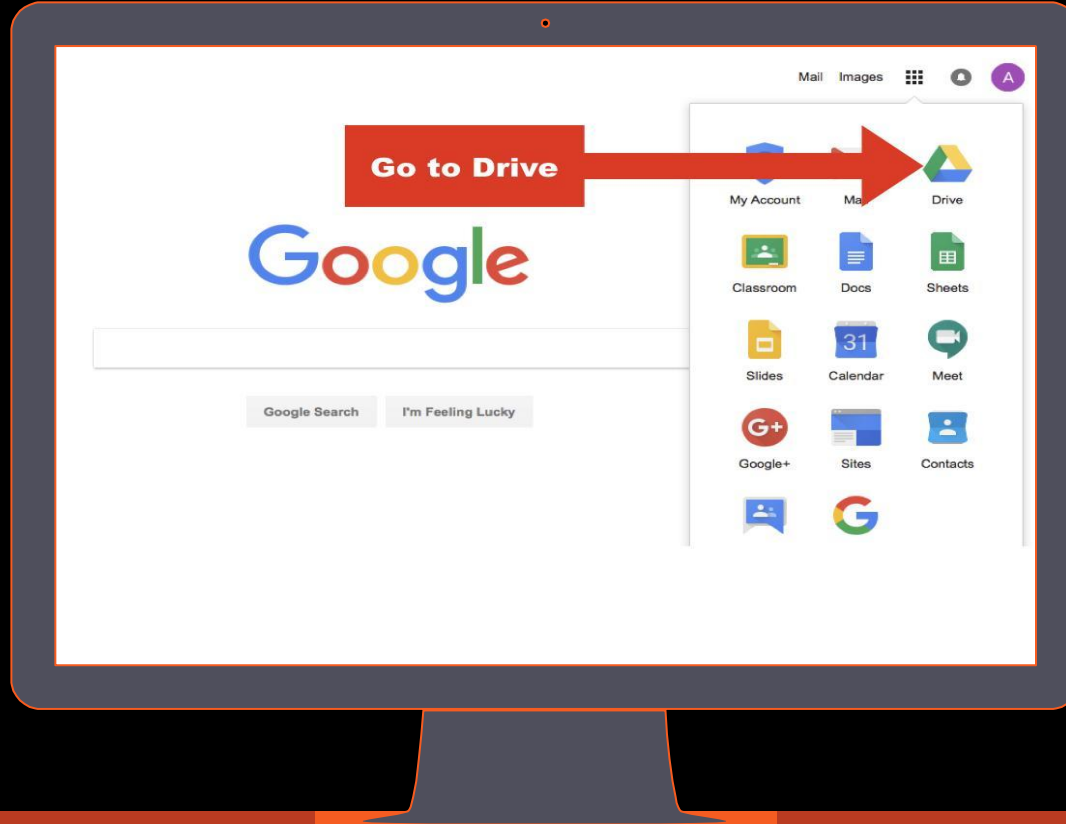 Mail Images A
Go to Drive
My Account Ma Drive
Google
Classroom Docs Sheets
31
Slides Calendar Meet
Google Search I'm Feeling Lucky
G+
Google+ Sites Contacts
G